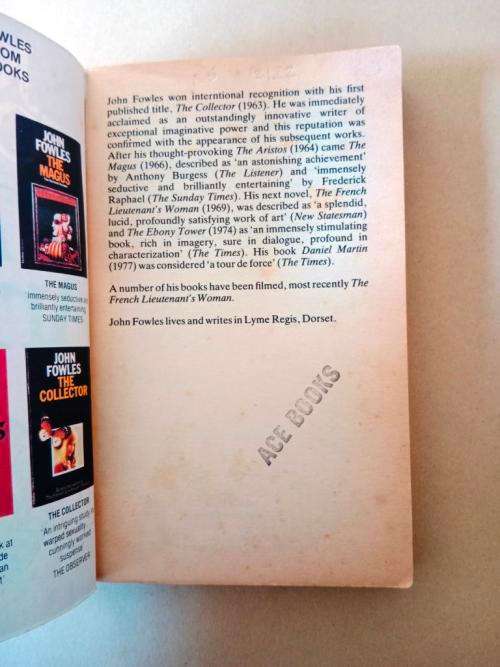 WLES
OM
OOKS
JOHN
FOWLES
THE
MAGUS
THE MAGUS
immensely seductive an
brilliantly entertaining
SUNDAY TIMES
JOHN
FOWLES
THE
COLLECTOR
THE COLLECTOR
'An intriguing study in
warped sexuality
cunningly worked
suspense
THE OBSERVER
k at
de
an
John Fowles won interntional recognition with his first
published title, The Collector (1963). He was immediately
acclaimed as an outstandingly innovative writer of
exceptional imaginative power and this reputation was
confirmed with the appearance of his subsequent works.
After his thought-provoking The Aristos (1964) came The
Magus (1966), described as 'an astonishing achievement'
by Anthony Burgess (The Listener) and 'immensely
seductive and brilliantly entertaining' by Frederick
Raphael (The Sunday Times). His next novel, The French
Lieutenant's Woman (1969), was described as 'a splendid,
lucid, profoundly satisfying work of art' (New Statesman)
and The Ebony Tower (1974) as 'an immensely stimulating
book, rich in imagery, sure in dialogue, profound in
characterization' (The Times). His book Daniel Martin
(1977) was considered 'a tour de force' (The Times).
A number of his books have been filmed, most recently The
French Lieutenant's Woman.
John Fowles lives and writes in Lyme Regis, Dorset.
ACE BOOKS